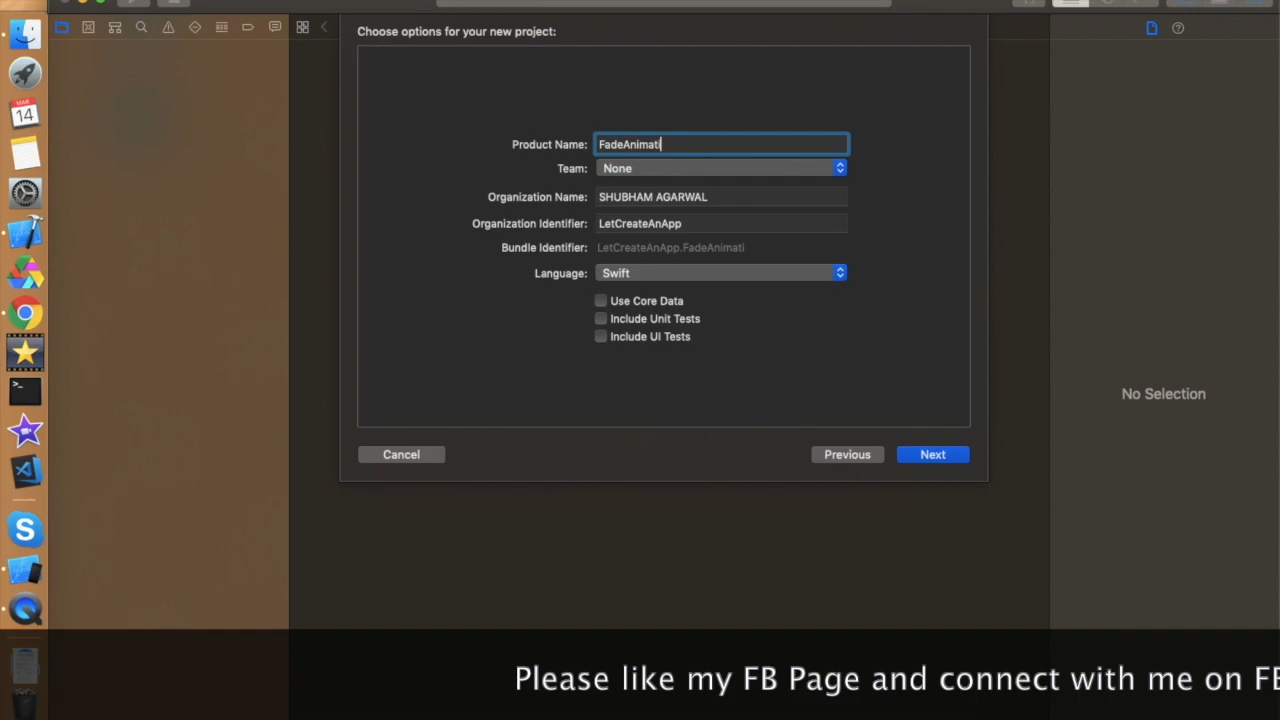 Choose options for your new project:
Product Name: FadeAnimati
Team: None
Organization Name: SHUBHAM AGARWAL
Organization Identifier: LetCreateAnApp
Bundle Identifier: LetCreateAnApp.FadeAnimati
Language: Swift
Use Core Data
Include Unit Tests
Include UI Tests
Cancel
Previous
Next
No Selection
MAR
14
Please like my FB Page and connect with me on FB